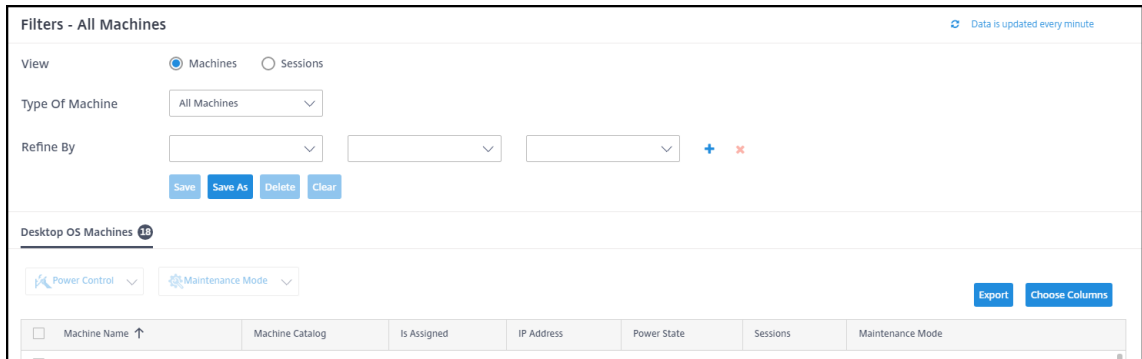 Filters - All Machines
Data is updated every minute
View
Machines
Sessions
Type Of Machine
All Machines
Refine By
Save
Save As
Delete
Clear
Desktop OS Machines 18
Power Control
Maintenance Mode
Export
Choose Columns
Machine Name
Machine Catalog
Is Assigned
IP Address
Power State
Sessions
Maintenance Mode